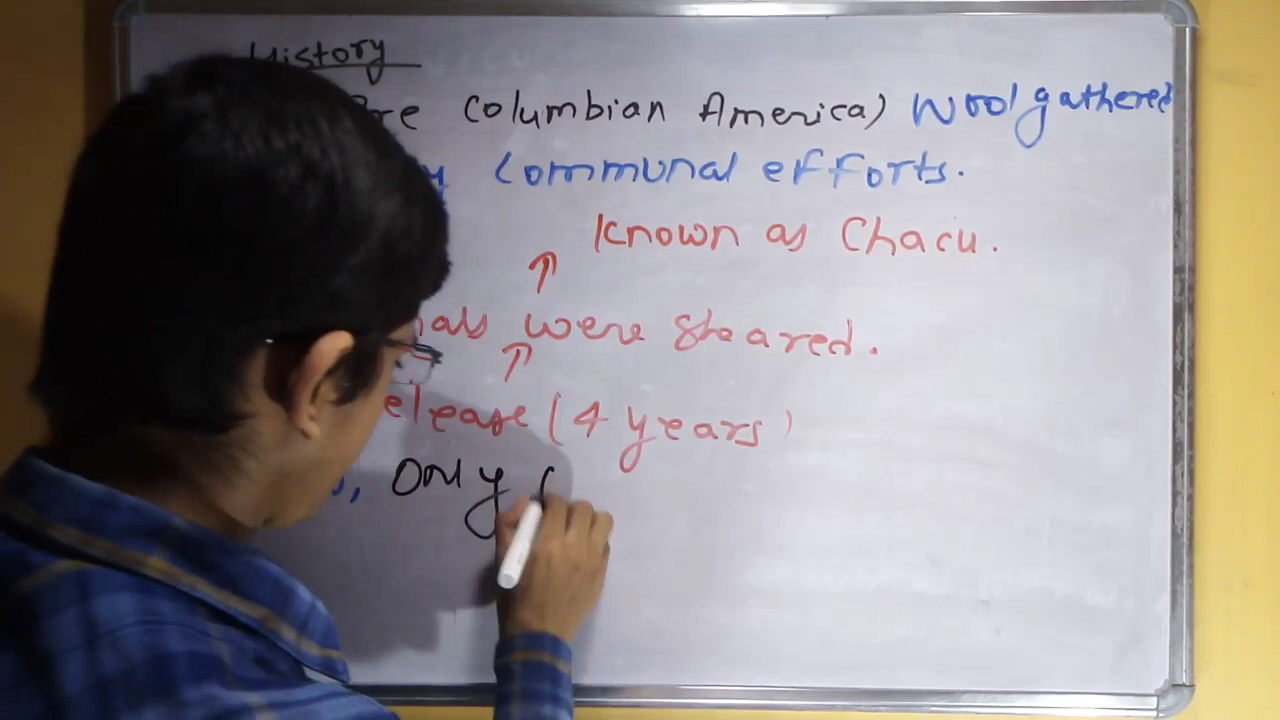 History
re Columbian America) Wool gathered
y Communal efforts.
↑ known as Chacu.
als were sheared.
↑
elease (4 years)
, only (